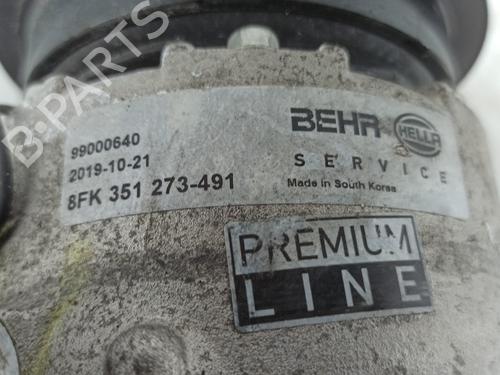 99000640
2019-10-21
8FK 351 273-491
BEHR HELLA
SERVICE
Made in South Korea
PREMIUM
LINE
B-PARTS